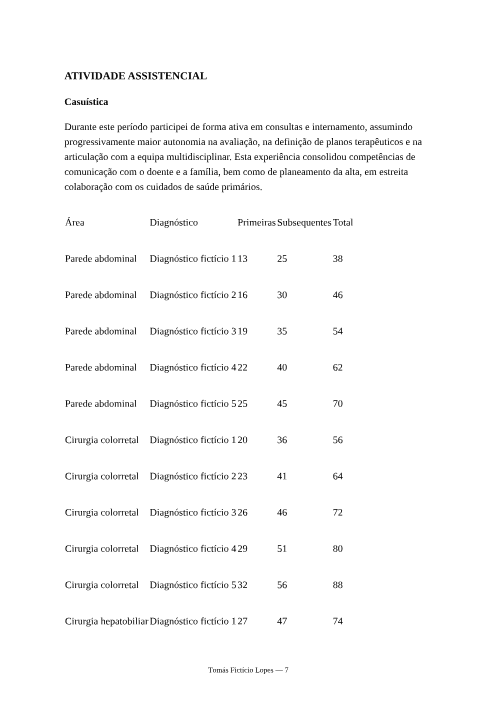 ATIVIDADE ASSISTENCIAL
Casuística
Durante este período participei de forma ativa em consultas e internamento, assumindo
progressivamente maior autonomia na avaliação, na definição de planos terapêuticos e na
articulação com a equipa multidisciplinar. Esta experiência consolidou competências de
comunicação com o doente e a família, bem como de planeamento da alta, em estreita
colaboração com os cuidados de saúde primários.
Área Diagnóstico Primeiras Subsequentes Total
Parede abdominal Diagnóstico fictício 1 13 25 38
Parede abdominal Diagnóstico fictício 2 16 30 46
Parede abdominal Diagnóstico fictício 3 19 35 54
Parede abdominal Diagnóstico fictício 4 22 40 62
Parede abdominal Diagnóstico fictício 5 25 45 70
Cirurgia colorretal Diagnóstico fictício 1 20 36 56
Cirurgia colorretal Diagnóstico fictício 2 23 41 64
Cirurgia colorretal Diagnóstico fictício 3 26 46 72
Cirurgia colorretal Diagnóstico fictício 4 29 51 80
Cirurgia colorretal Diagnóstico fictício 5 32 56 88
Cirurgia hepatobiliar Diagnóstico fictício 1 27 47 74
Tomás Fictício Lopes — 7